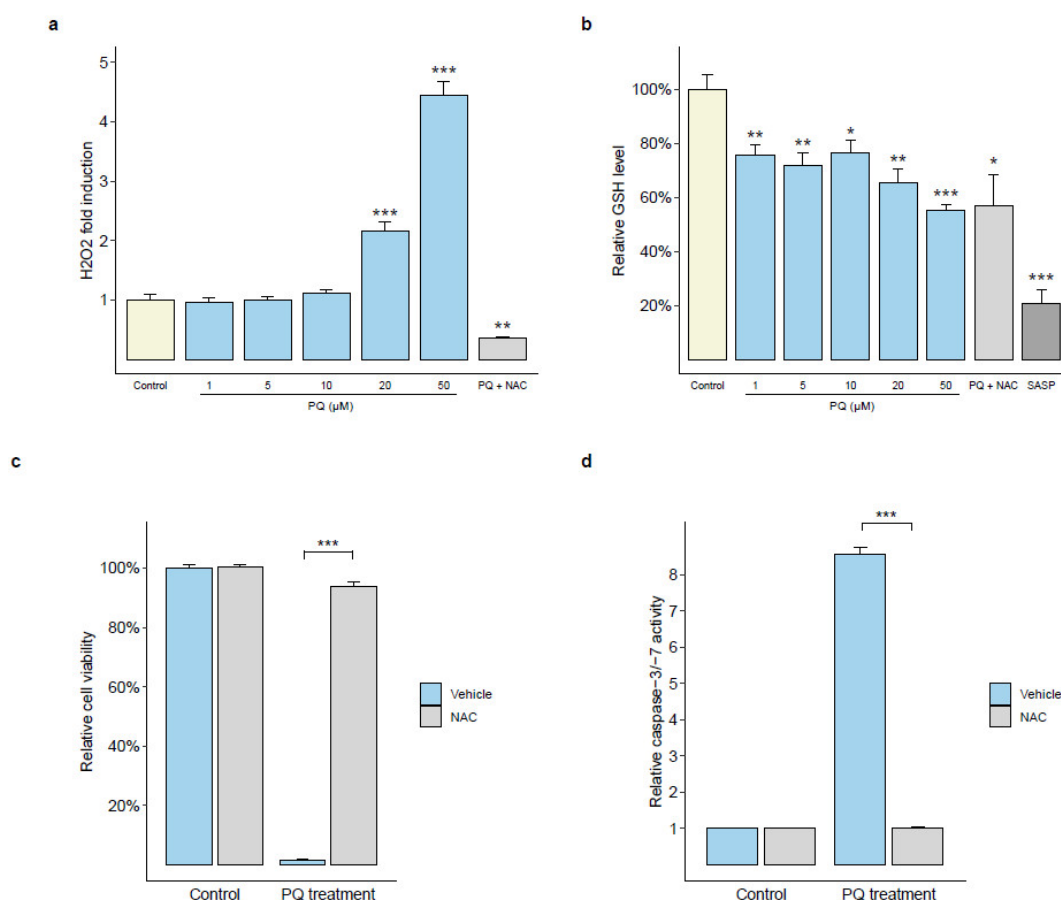 a
H2O2 fold induction
5
4
3
2
1
***
***
**
Control
1
5
10
20
50
PQ + NAC
PQ (µM)
b
Relative GSH level
100%
80%
60%
40%
20%
**
**
*
**
***
*
***
Control
1
5
10
20
50
PQ + NAC
SASP
PQ (µM)
c
Relative cell viability
100%
80%
60%
40%
20%
***
Control
PQ treatment
Vehicle
NAC
d
Relative caspase−3/−7 activity
8
7
6
5
4
3
2
1
***
Control
PQ treatment
Vehicle
NAC